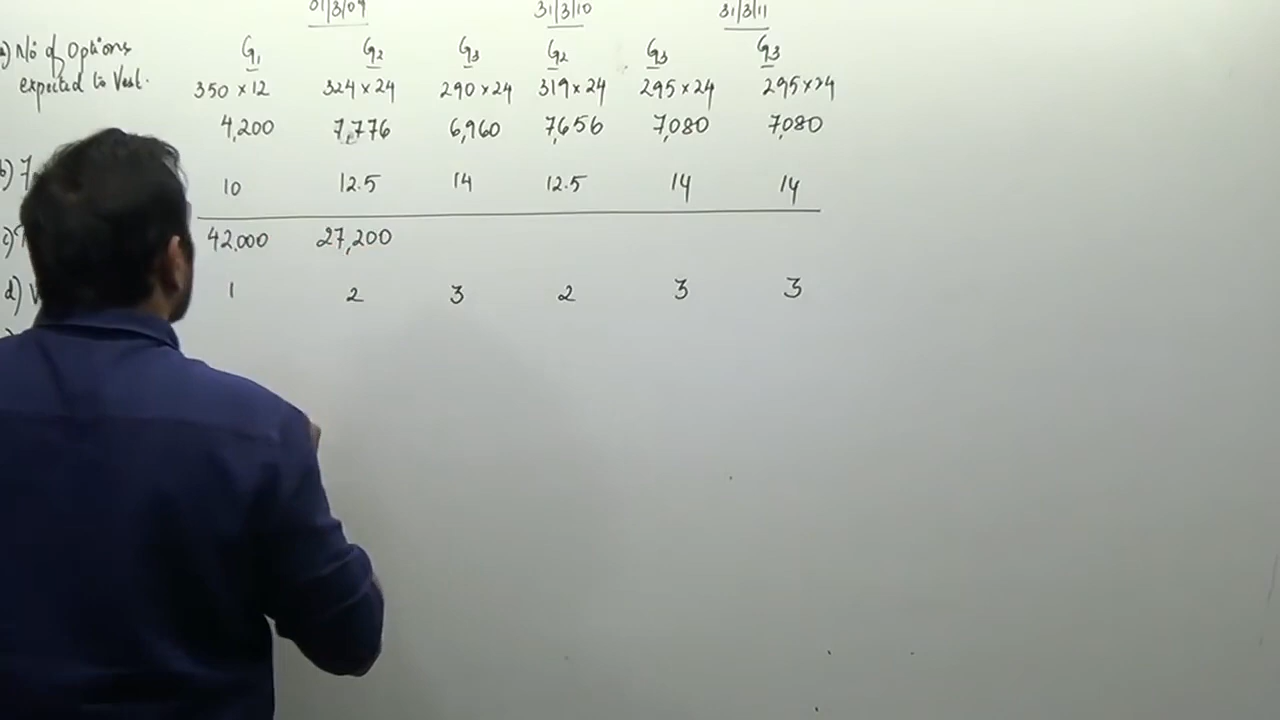 31/3/09 31/3/10 31/3/11
a) No of Options G1 G2 G3 G2 G3 G3
expected to Vest. 350 x 12 324 x 24 290 x 24 319 x 24 295 x 24 295 x 24
4,200 7,776 6,960 7,656 7,080 7,080
b) 10 12.5 14 12.5 14 14
c) 42,000 27,200
d) V 1 2 3 2 3 3